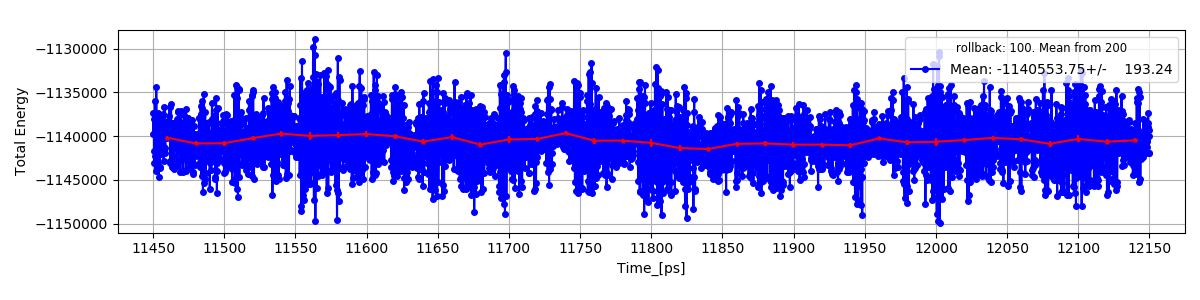 rollback: 100. Mean from 200
Mean: -1140553.75+/- 193.24
Total Energy
−1130000
−1135000
−1140000
−1145000
−1150000
11450 11500 11550 11600 11650 11700 11750 11800 11850 11900 11950 12000 12050 12100 12150
Time_[ps]